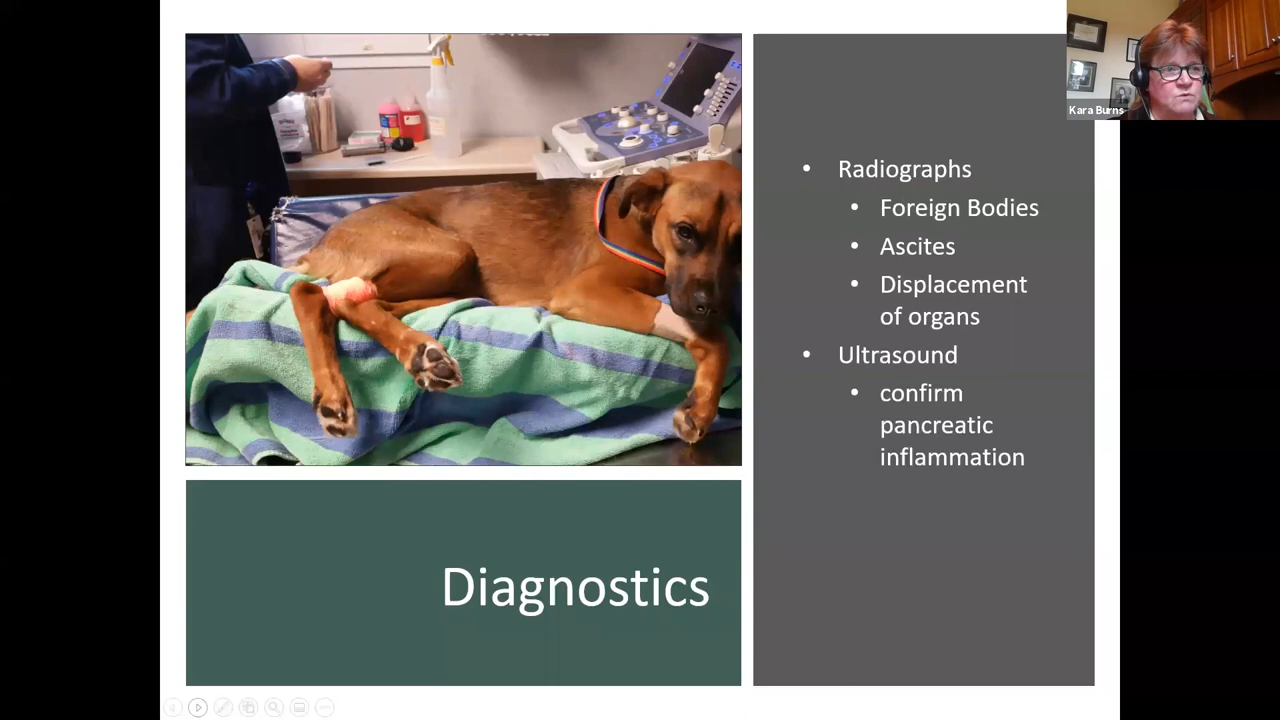 Kara Burns
• Radiographs
• Foreign Bodies
• Ascites
• Displacement
of organs
• Ultrasound
• confirm
pancreatic
inflammation
Diagnostics